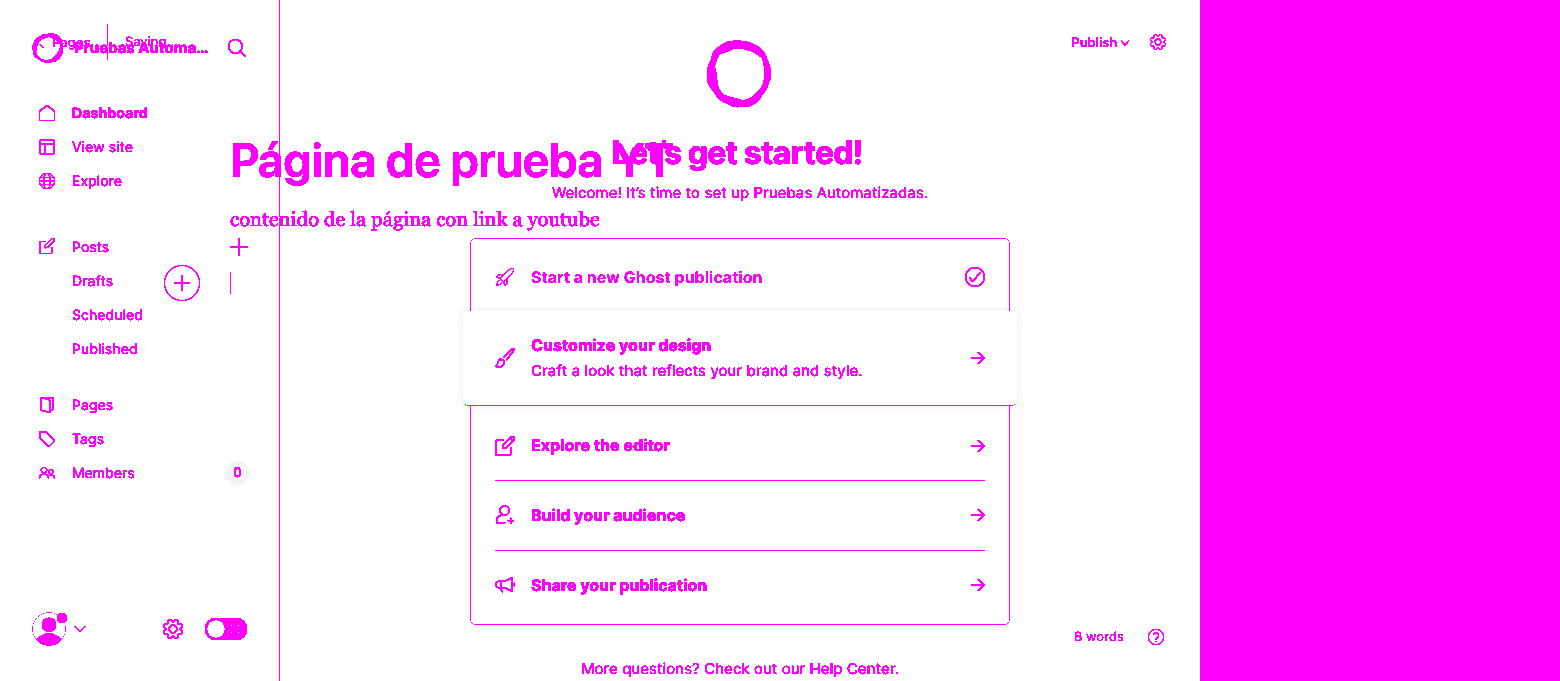 Pages
Saving...
Pruebas Automa...
Publish
Dashboard
View site
Explore
Página de prueba YT
Let's get started!
Welcome! It's time to set up Pruebas Automatizadas.
contenido de la página con link a youtube
Posts
Drafts
Scheduled
Published
Start a new Ghost publication
Customize your design
Craft a look that reflects your brand and style.
Pages
Tags
Members
0
Explore the editor
Build your audience
Share your publication
8 words
More questions? Check out our Help Center.